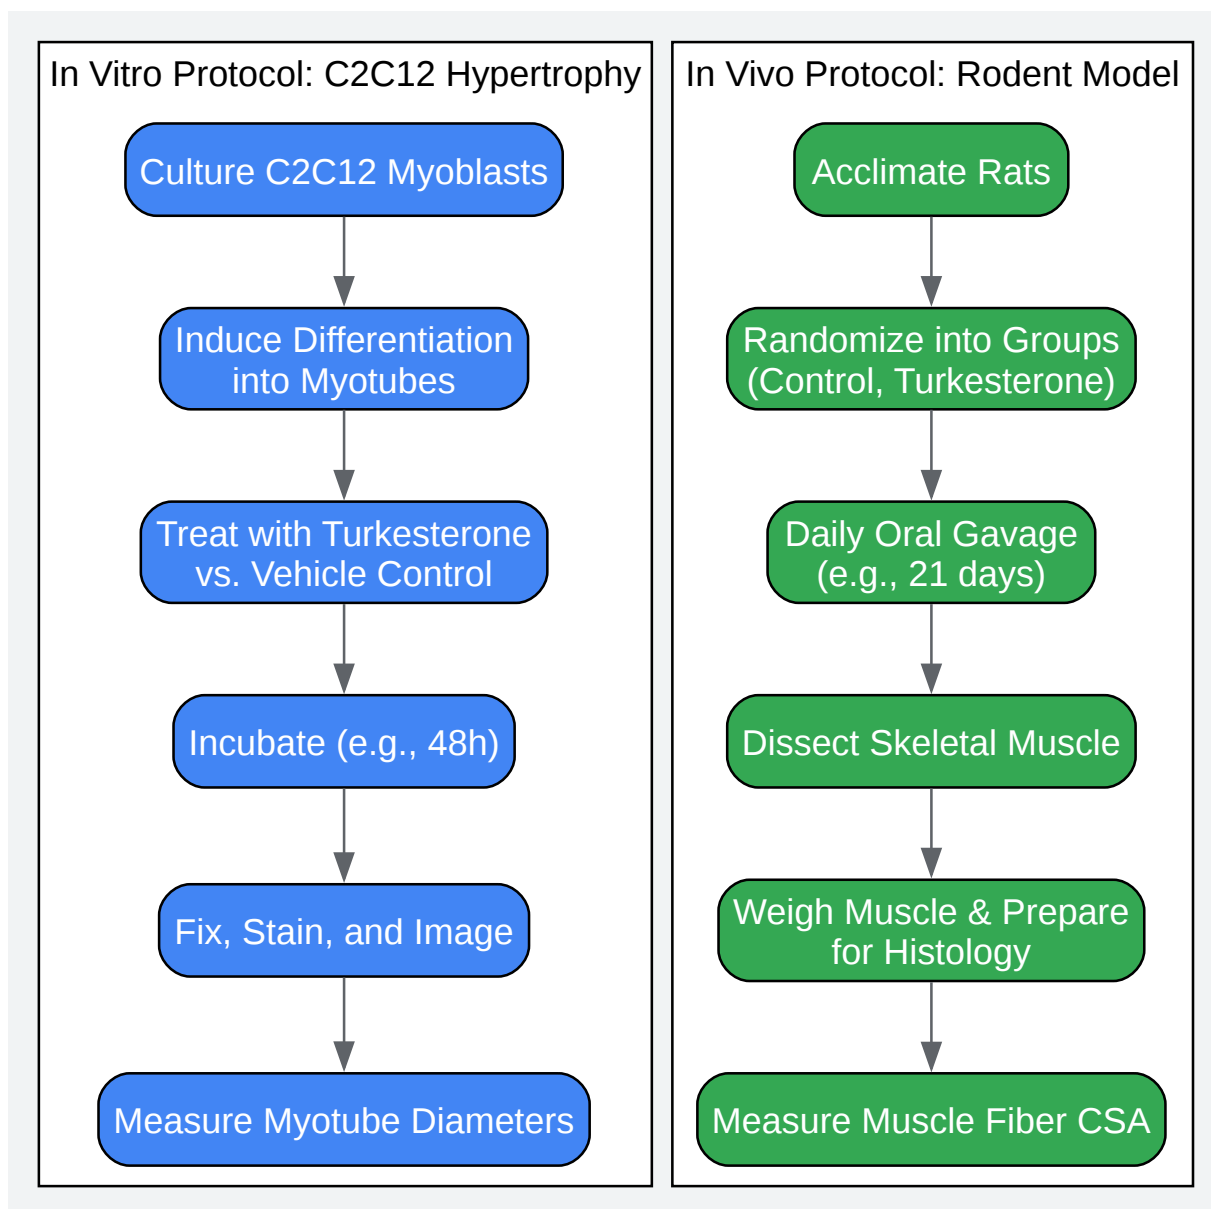 In Vitro Protocol: C2C12 Hypertrophy
Culture C2C12 Myoblasts
Induce Differentiation
into Myotubes
Treat with Turkesterone
vs. Vehicle Control
Incubate (e.g., 48h)
Fix, Stain, and Image
Measure Myotube Diameters
In Vivo Protocol: Rodent Model
Acclimate Rats
Randomize into Groups
(Control, Turkesterone)
Daily Oral Gavage
(e.g., 21 days)
Dissect Skeletal Muscle
Weigh Muscle & Prepare
for Histology
Measure Muscle Fiber CSA